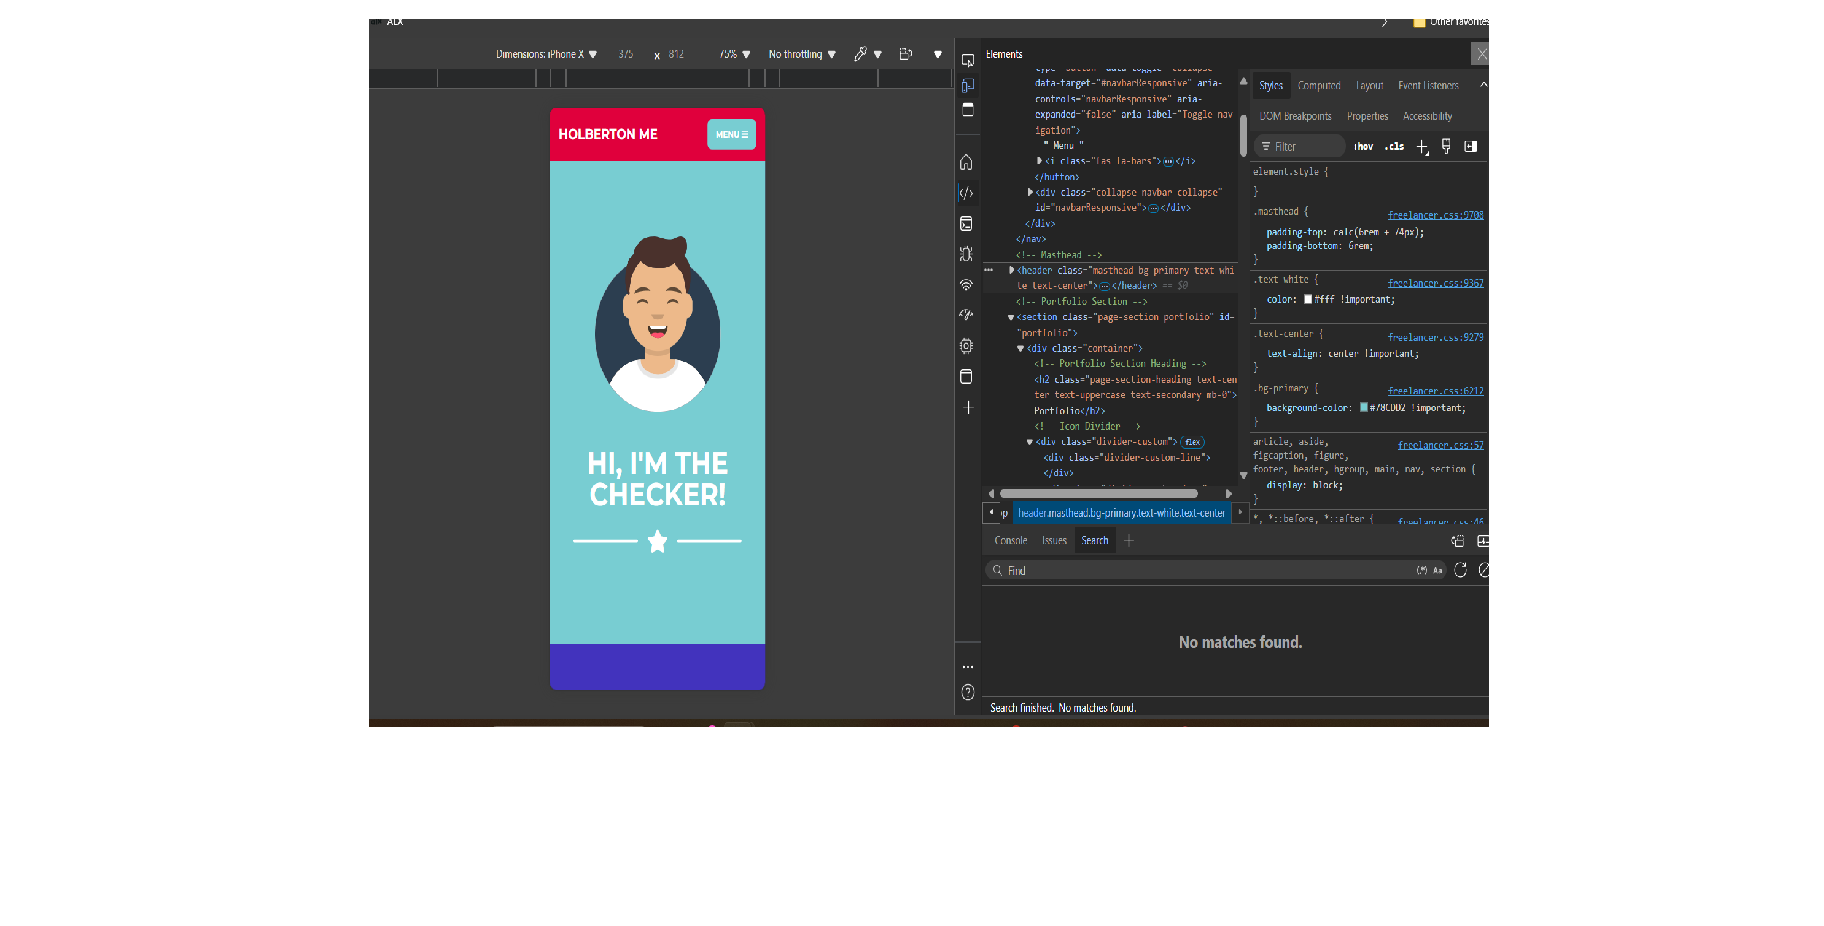 ALX
Other favorites
Dimensions: iPhone X ▼ 375 x 812 75% ▼ No throttling ▼
HOLBERTON ME
MENU ☰
HI, I'M THE
CHECKER!
Elements
data-target="#navbarResponsive" aria-
controls="navbarResponsive" aria-
expanded="false" aria-label="Toggle nav
igation">
" Menu "
<i class="fas fa-bars">⋯</i>
</button>
<div class="collapse navbar-collapse"
id="navbarResponsive">⋯</div>
</div>
</nav>
<!-- Masthead -->
<header class="masthead bg-primary text-whi
te text-center">⋯</header> == $0
<!-- Portfolio Section -->
<section class="page-section portfolio" id=
"portfolio">
<div class="container">
<!-- Portfolio Section Heading -->
<h2 class="page-section-heading text-cen
ter text-uppercase text-secondary mb-0">
Portfolio</h2>
<!-- Icon Divider -->
<div class="divider-custom"> flex
<div class="divider-custom-line">
</div>
header.masthead.bg-primary.text-white.text-center
Styles Computed Layout Event Listeners
DOM Breakpoints Properties Accessibility
Filter :hov .cls
element.style {
}
.masthead { freelancer.css:9708
padding-top: calc(6rem + 74px);
padding-bottom: 6rem;
}
.text-white { freelancer.css:9367
color: #fff !important;
}
.text-center { freelancer.css:9279
text-align: center !important;
}
.bg-primary { freelancer.css:6212
background-color: #78CDD2 !important;
}
article, aside, freelancer.css:57
figcaption, figure,
footer, header, hgroup, main, nav, section {
display: block;
}
*, *::before, *::after { freelancer.css:46
Console Issues Search
Find
(.*) Aa
No matches found.
Search finished. No matches found.